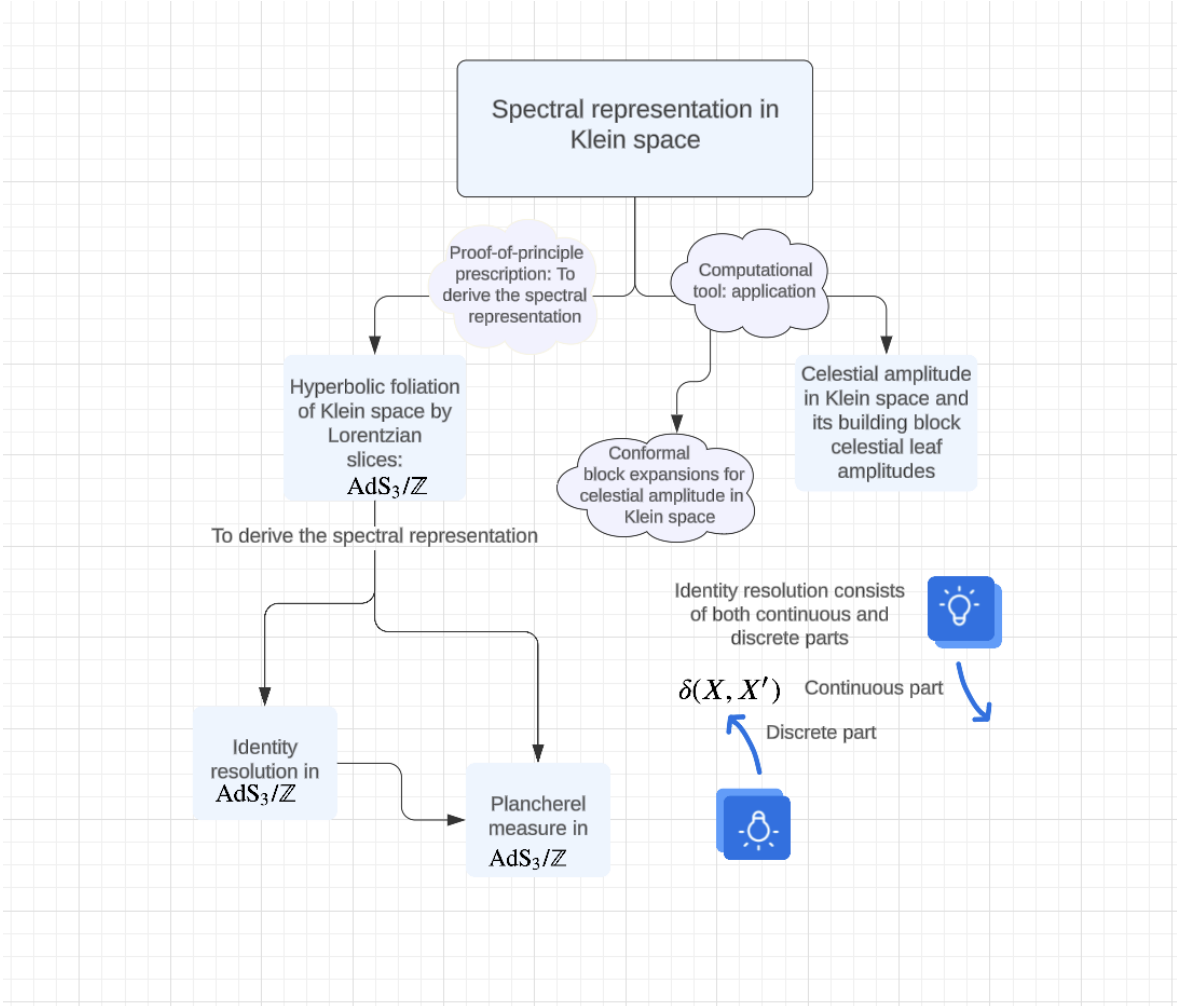 Spectral representation in
Klein space
Proof-of-principle
prescription: To
derive the spectral
representation
Computational
tool: application
Hyperbolic foliation
of Klein space by
Lorentzian
slices:
AdS₃/ℤ
Celestial amplitude
in Klein space and
its building block
celestial leaf
amplitudes
Conformal
block expansions for
celestial amplitude in
Klein space
To derive the spectral representation
Identity resolution consists
of both continuous and
discrete parts
δ(X, X′)
Continuous part
Discrete part
Identity
resolution in
AdS₃/ℤ
Plancherel
measure in
AdS₃/ℤ